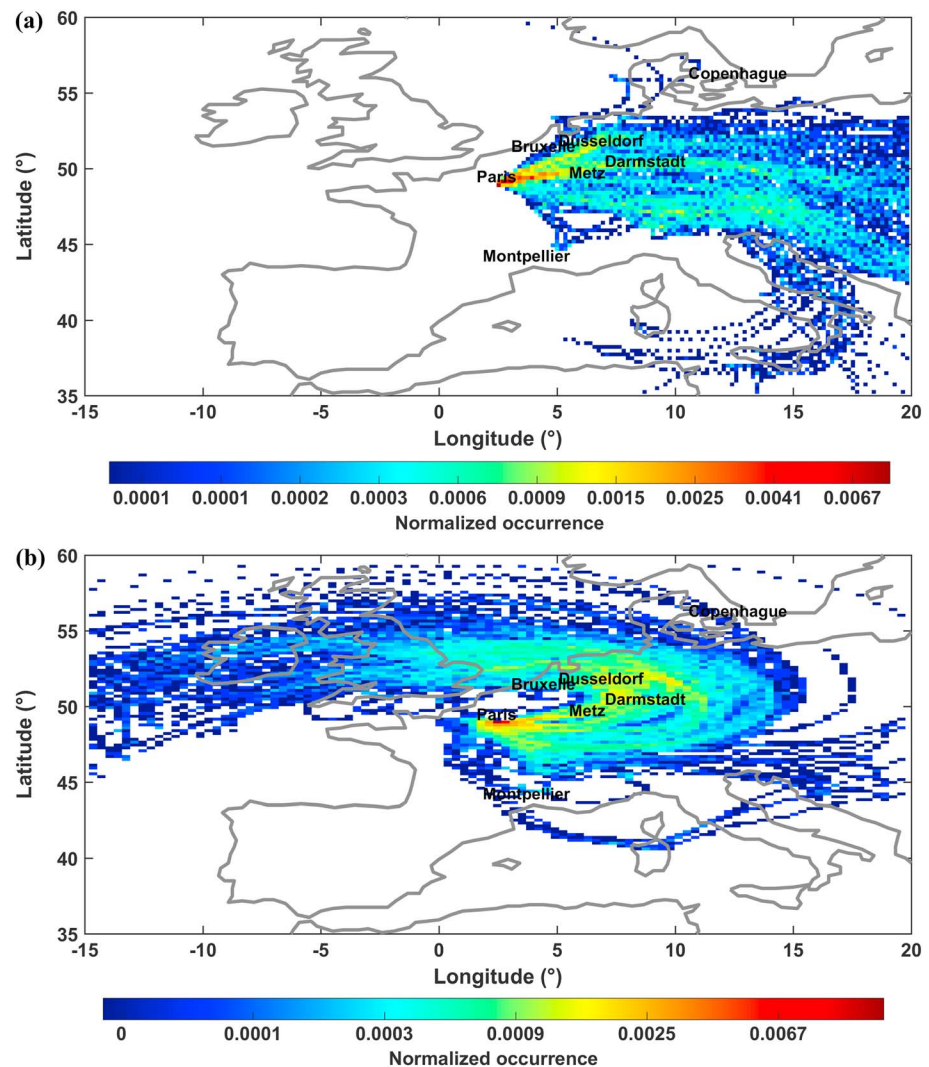 (a)
60
55
50
45
40
35
Latitude (°)
Copenhague
Dusseldorf
Bruxelle
Darmstadt
Metz
Paris
Montpellier
-15 -10 -5 0 5 10 15 20
Longitude (°)
0.0001 0.0001 0.0002 0.0003 0.0006 0.0009 0.0015 0.0025 0.0041 0.0067
Normalized occurrence
(b)
60
55
50
45
40
35
Latitude (°)
Copenhague
Dusseldorf
Bruxelle
Darmstadt
Metz
Paris
Montpellier
-15 -10 -5 0 5 10 15 20
Longitude (°)
0 0.0001 0.0003 0.0009 0.0025 0.0067
Normalized occurrence